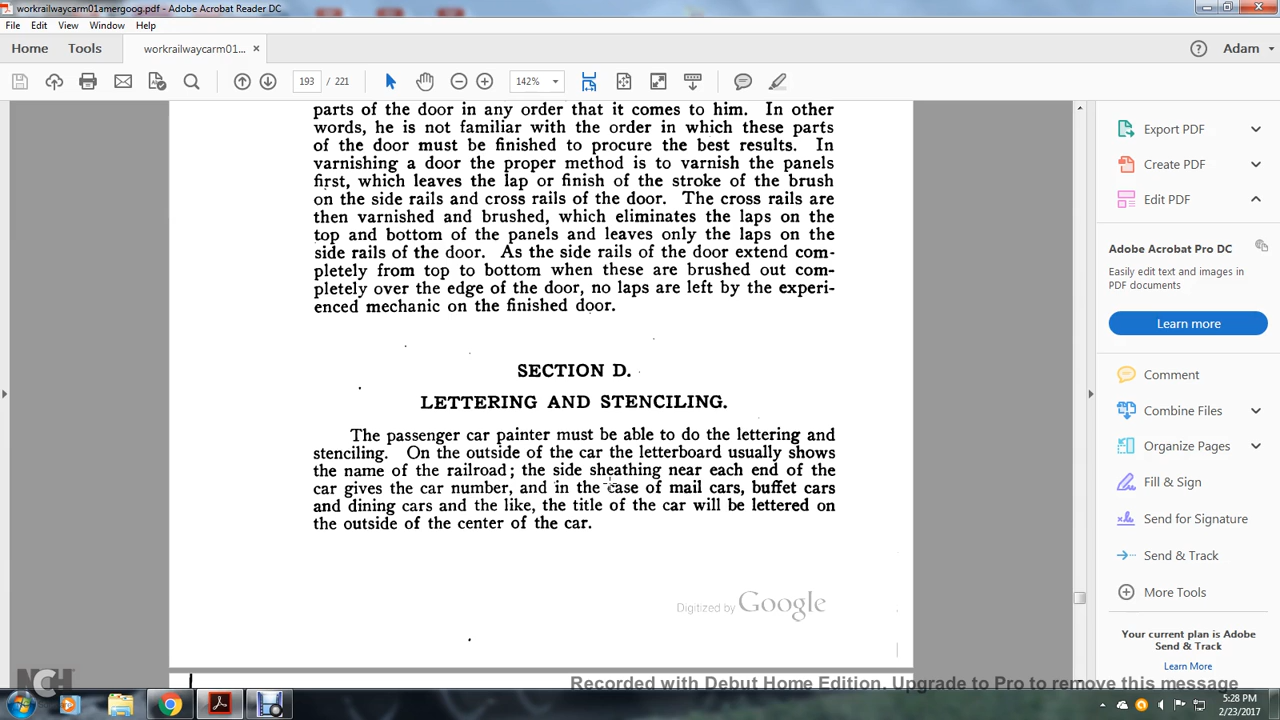 workrailwaycarm01amergoog.pdf - Adobe Acrobat Reader DC
File Edit View Window Help
Home Tools workrailwaycarm01... × Adam
193 / 221 142%
parts of the door in any order that it comes to him. In other
words, he is not familiar with the order in which these parts
of the door must be finished to procure the best results. In
varnishing a door the proper method is to varnish the panels
first, which leaves the lap or finish of the stroke of the brush
on the side rails and cross rails of the door. The cross rails are
then varnished and brushed, which eliminates the laps on the
top and bottom of the panels and leaves only the laps on the
side rails of the door. As the side rails of the door extend com-
pletely from top to bottom when these are brushed out com-
pletely over the edge of the door, no laps are left by the experi-
enced mechanic on the finished door.
SECTION D.
LETTERING AND STENCILING.
The passenger car painter must be able to do the lettering and
stenciling. On the outside of the car the letterboard usually shows
the name of the railroad; the side sheathing near each end of the
car gives the car number, and in the case of mail cars, buffet cars
and dining cars and the like, the title of the car will be lettered on
the outside of the center of the car.
Digitized by Google
Export PDF
Create PDF
Edit PDF
Adobe Acrobat Pro DC
Easily edit text and images in
PDF documents
Learn more
Comment
Combine Files
Organize Pages
Fill & Sign
Send for Signature
Send & Track
More Tools
Your current plan is Adobe
Send & Track
Learn More
NCH
Recorded with Debut Home Edition. Upgrade to Pro to remove this message
5:28 PM
2/23/2017